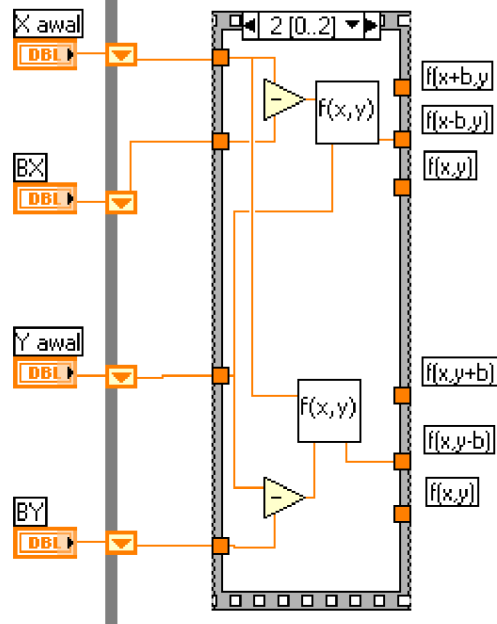 X awal
DBL
BX
DBL
Y awal
DBL
BY
DBL
2 [0..2]
-
f(x,y)
f(x,y)
-
f(x+b,y
f(x-b,y)
f(x,y)
f(x,y+b)
f(x,y-b)
f(x,y)